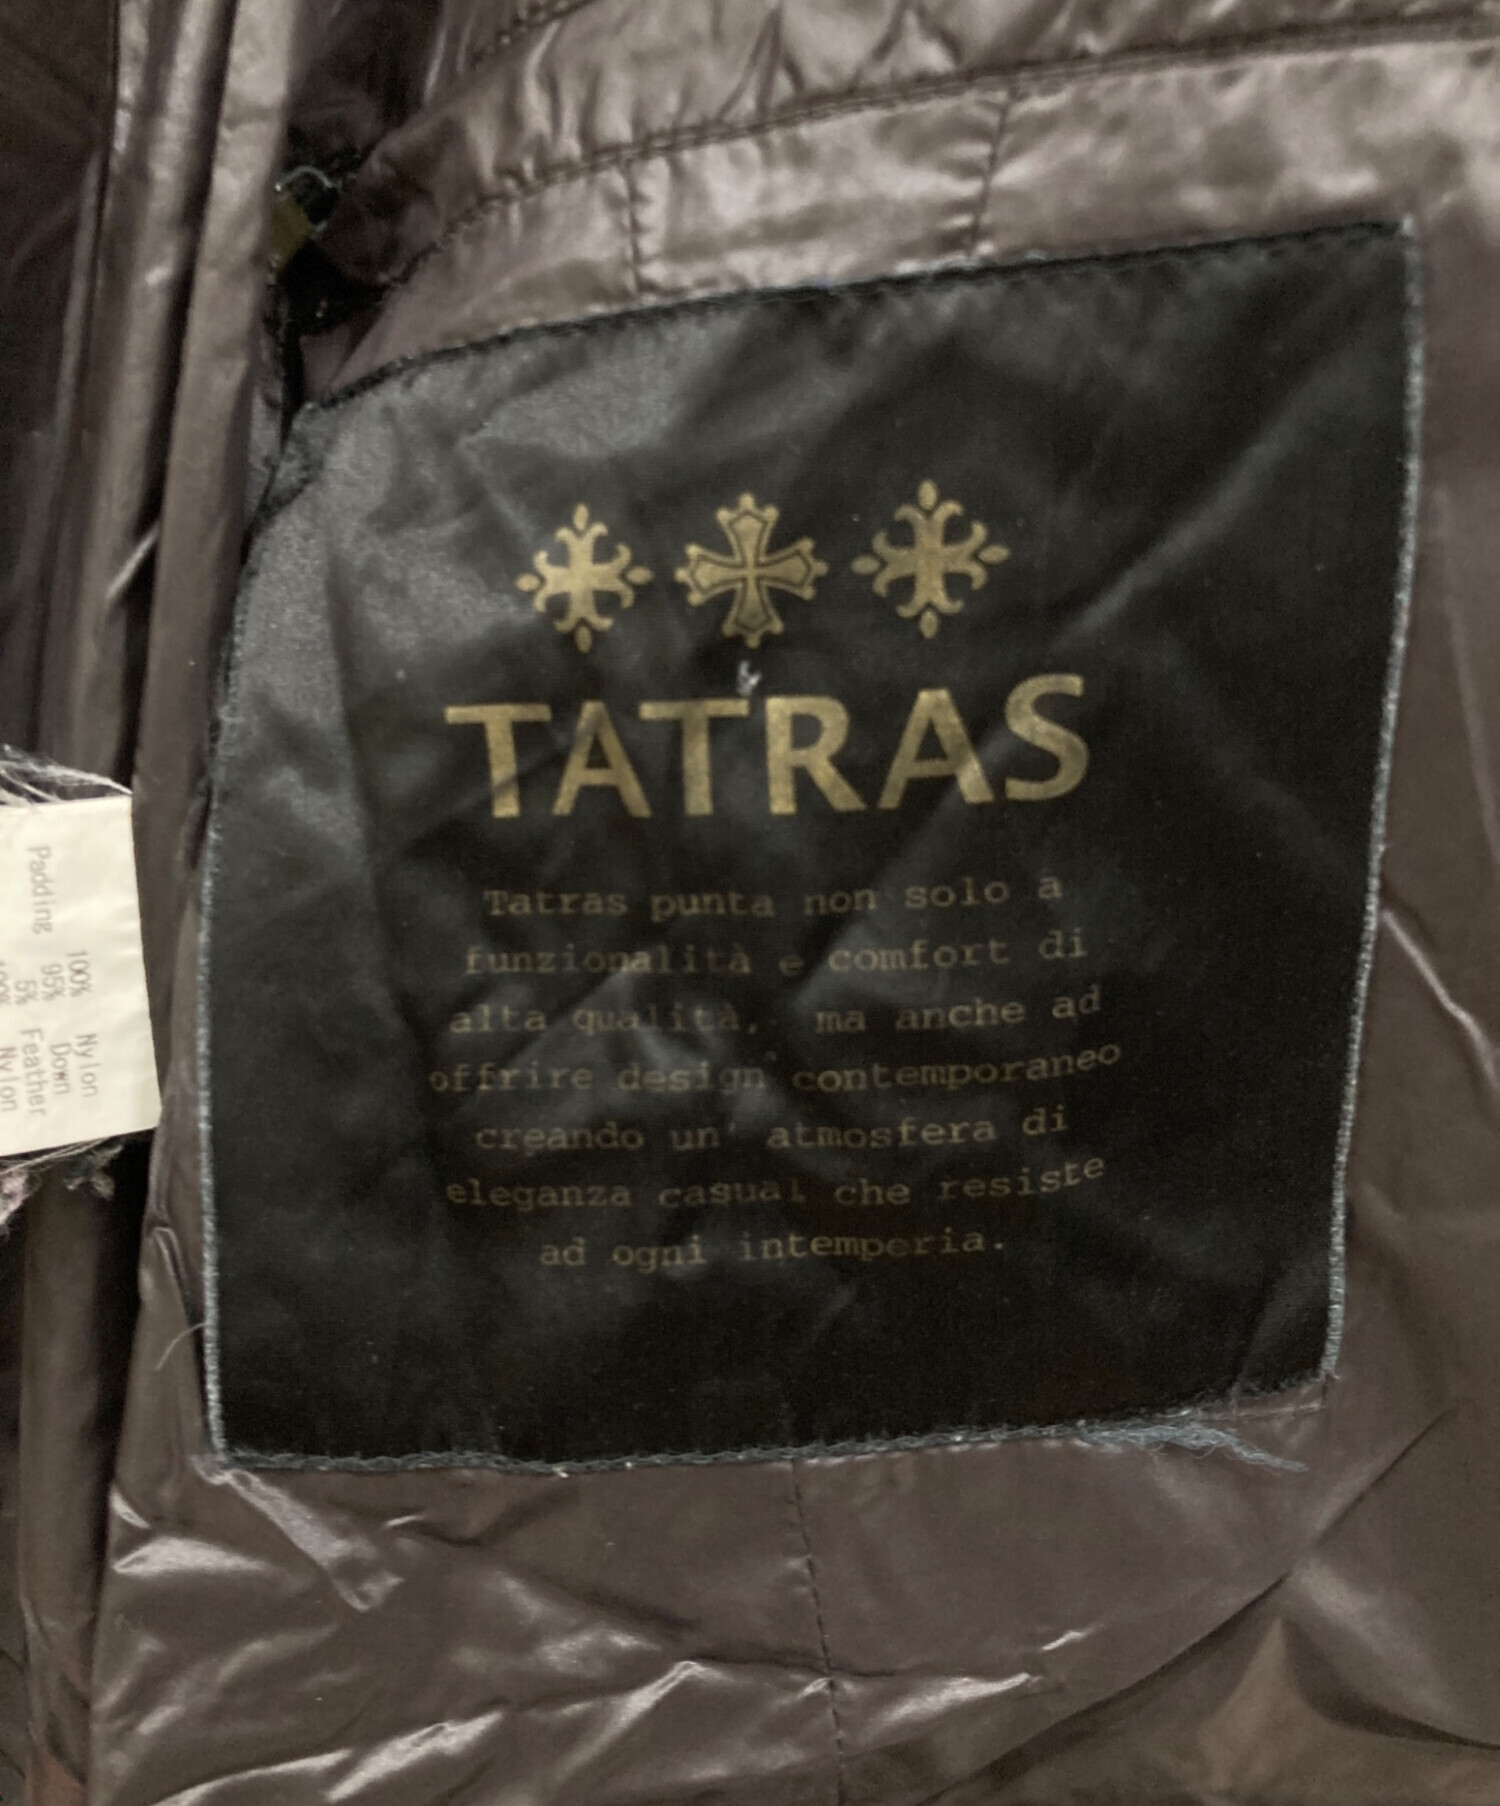 TATRAS
Tatras punta non solo a
funzionalità e comfort di
alta qualità, ma anche ad
offrire design contemporaneo
creando un' atmosfera di
eleganza casual che resiste
ad ogni intemperia.
100% Nylon
Padding 95% Down
5% Feather
100% Nylon